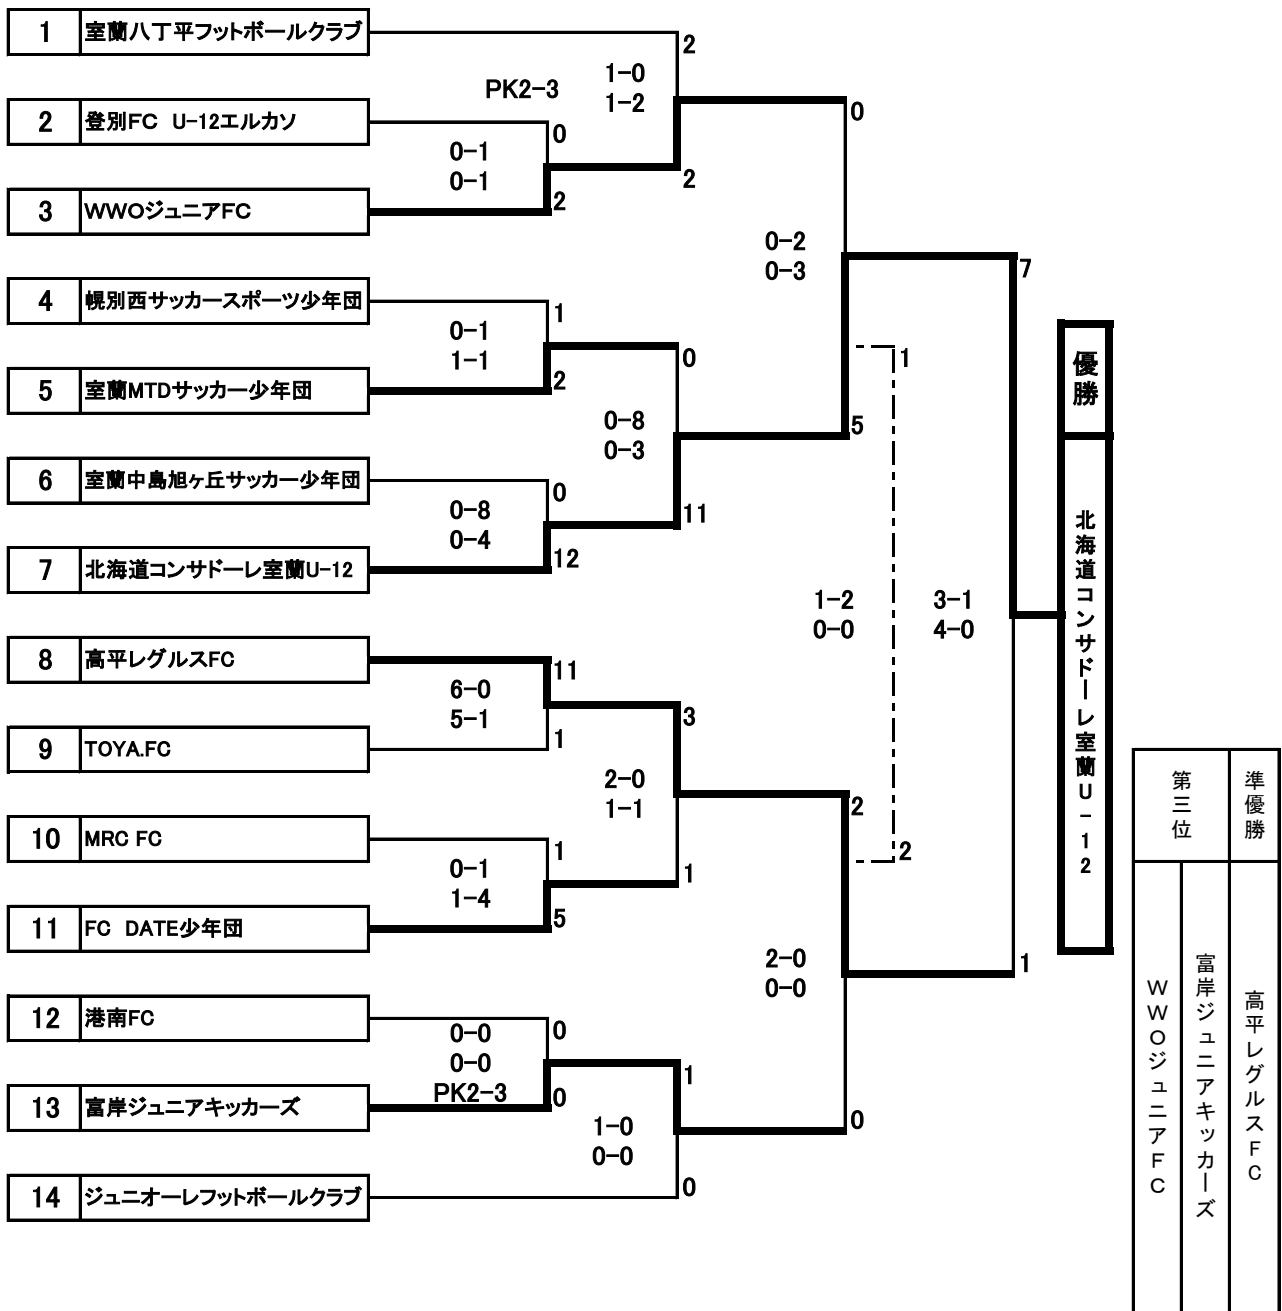 1 室蘭八丁平フットボールクラブ
2
1-0
PK2-3
1-2
0
2 登別FC U-12エルカソ
0
0-1
0-1
2
3 WWOジュニアFC
2
0-2
0-3
7
4 幌別西サッカースポーツ少年団
1
0-1
1-1
0
1
5 室蘭MTDサッカー少年団
2
0-8
0-3
5
6 室蘭中島旭ヶ丘サッカー少年団
0
0-8
0-4
11
7 北海道コンサドーレ室蘭U-12
12
1-2
0-0
3-1
4-0
8 高平レグルスFC
11
6-0
5-1
3
9 TOYA.FC
1
2-0
1-1
2
10 MRC FC
1
0-1
1-4
1
2
11 FC DATE少年団
5
2-0
0-0
1
12 港南FC
0
0-0
0-0
PK2-3
1
13 富岸ジュニアキッカーズ
0
1-0
0-0
0
14 ジュニオーレフットボールクラブ
0
優勝
北海道コンサドーレ室蘭U-12
準優勝
高平レグルスFC
第三位
富岸ジュニアキッカーズ
WWOジュニアFC